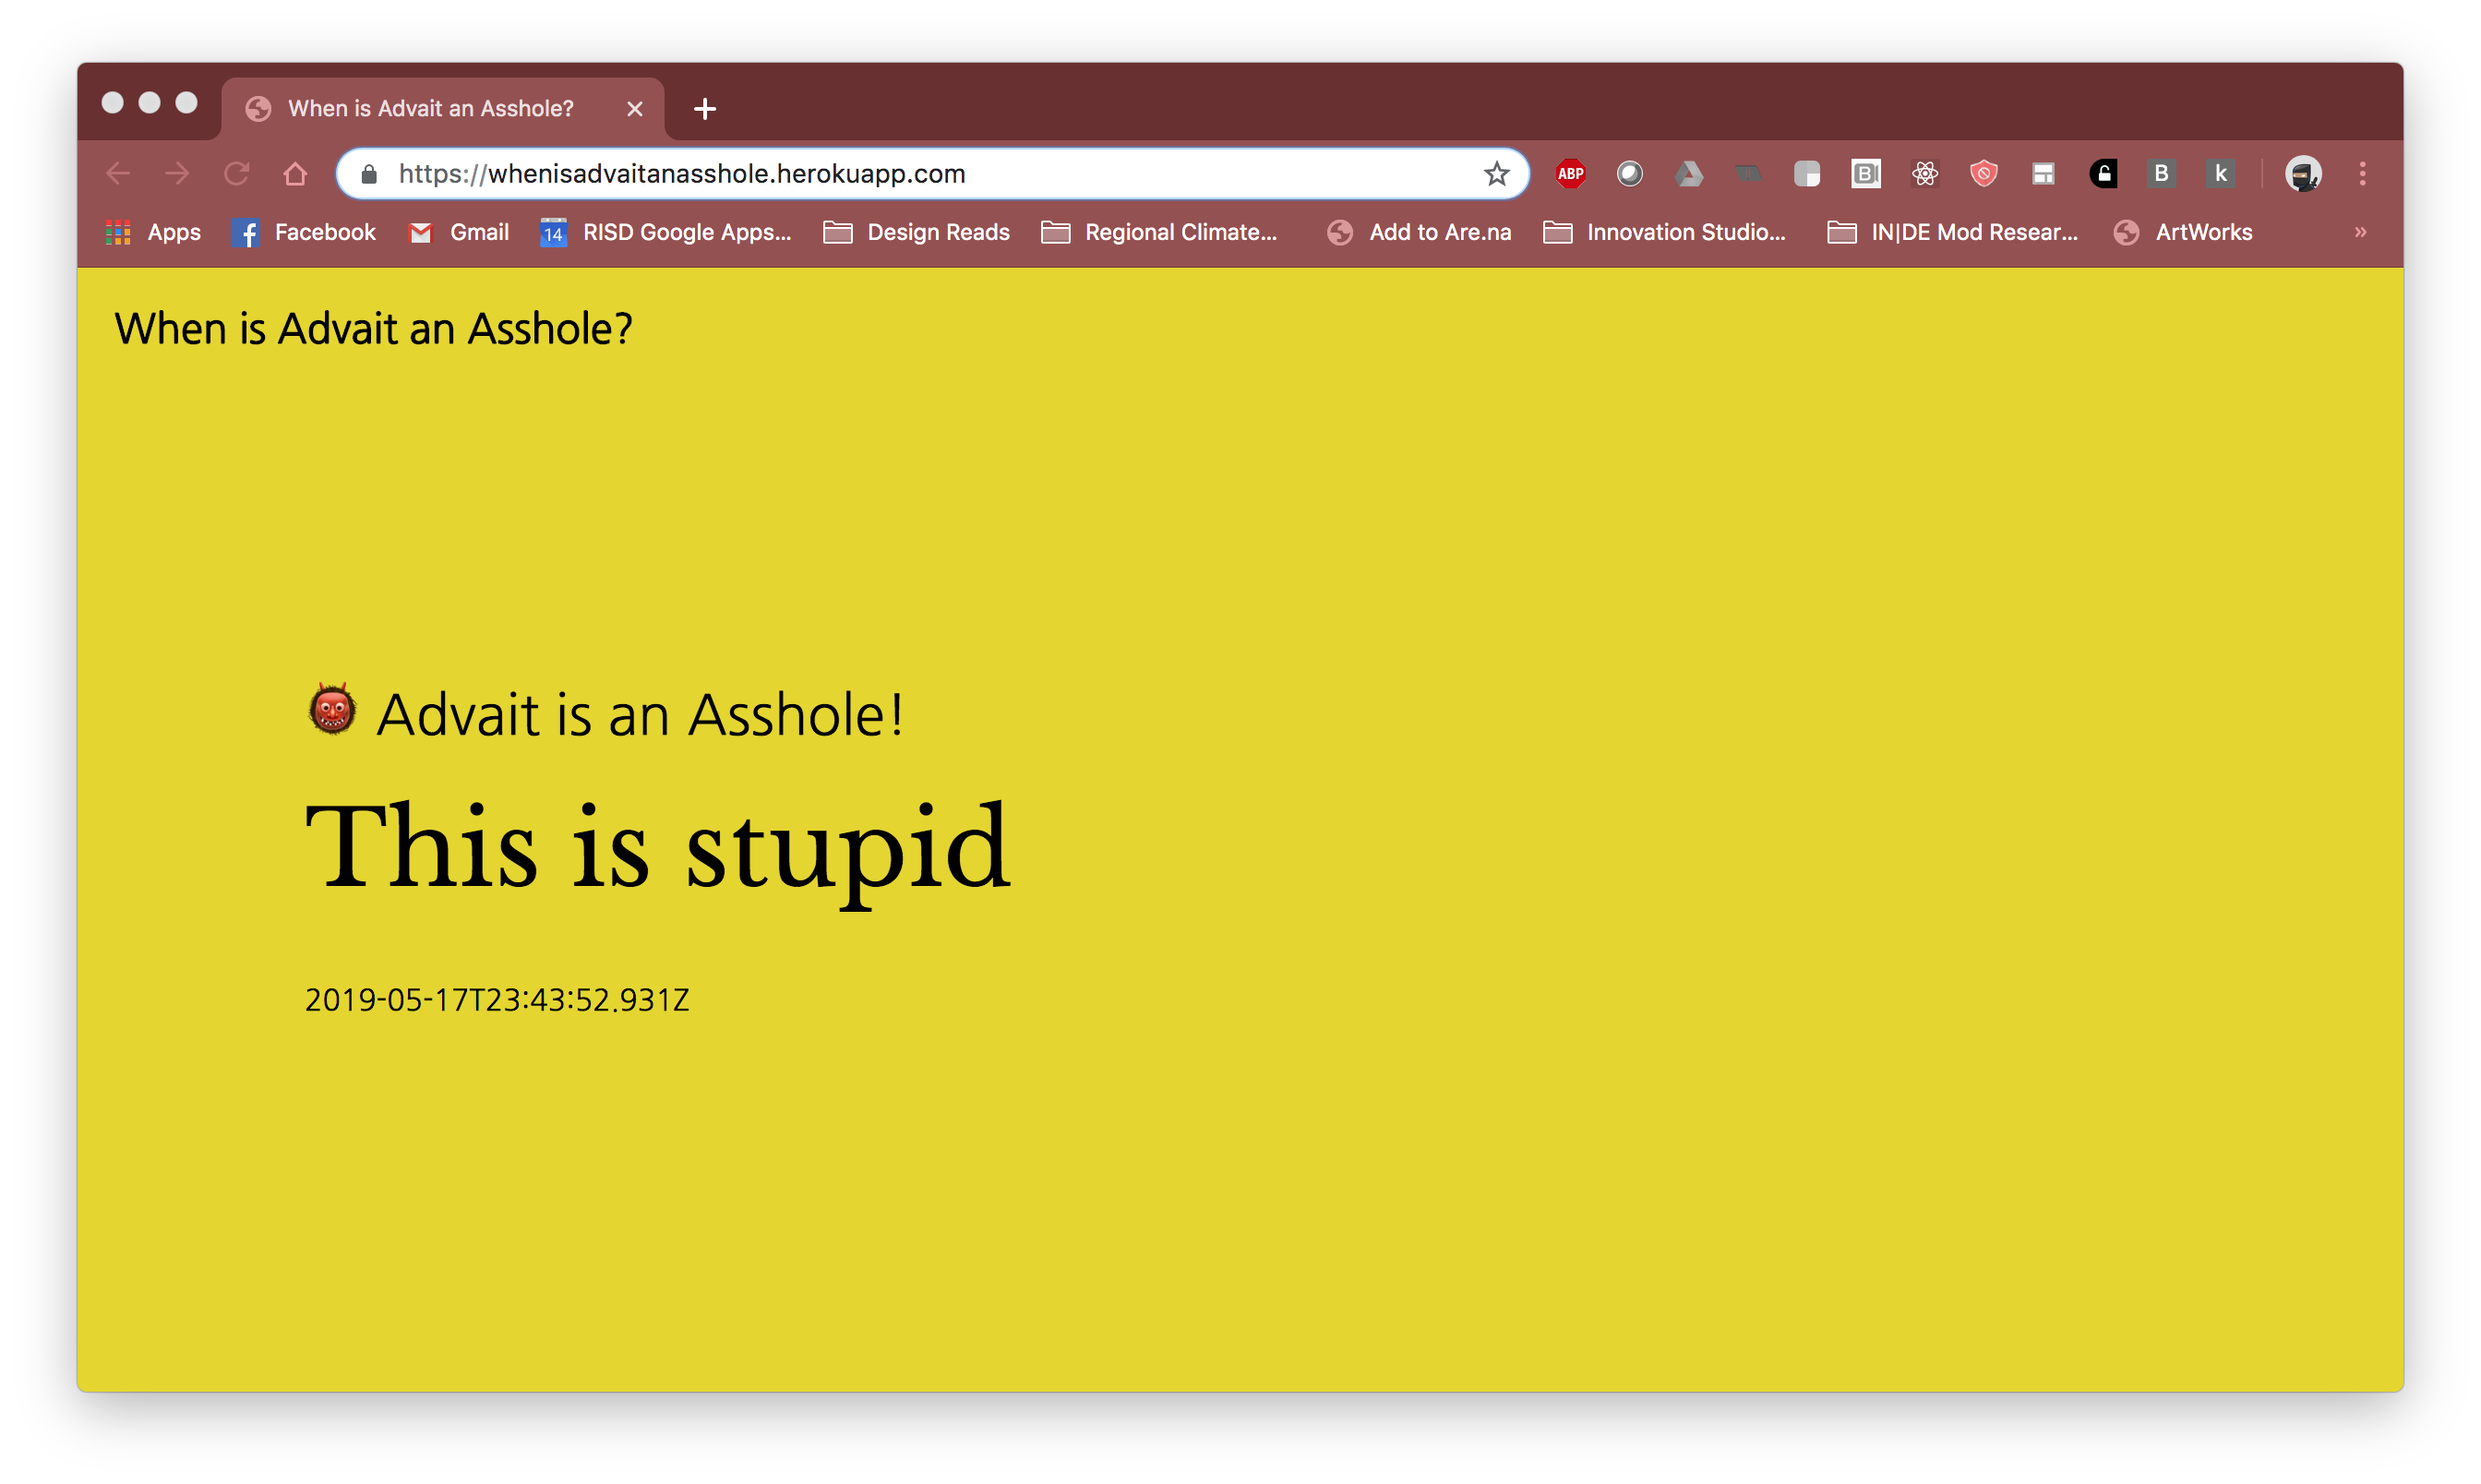 When is Advait an Asshole?
https://whenisadvaitanasshole.herokuapp.com
ABP
B
B
k
Apps
Facebook
Gmail
14
RISD Google Apps...
Design Reads
Regional Climate...
Add to Are.na
Innovation Studio...
IN|DE Mod Resear...
ArtWorks
»
When is Advait an Asshole?
👹 Advait is an Asshole!
This is stupid
2019-05-17T23:43:52.931Z